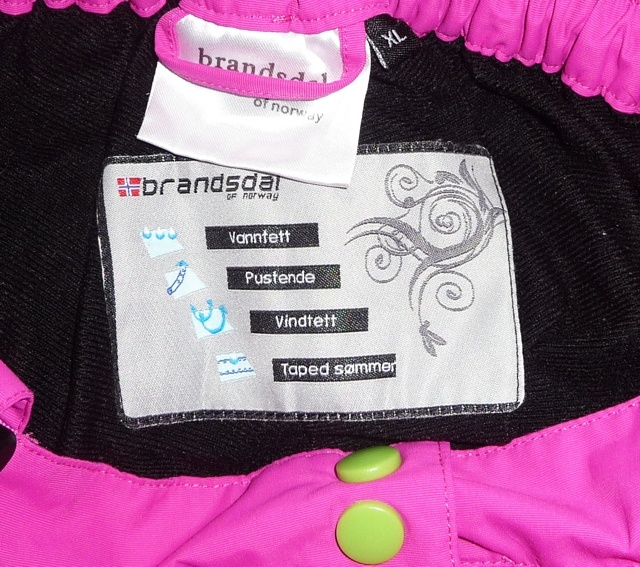 XL
brandsdal
of norway
brandsdal
OF norway
Vanntett
Pustende
Vindtett
Taped sømmer